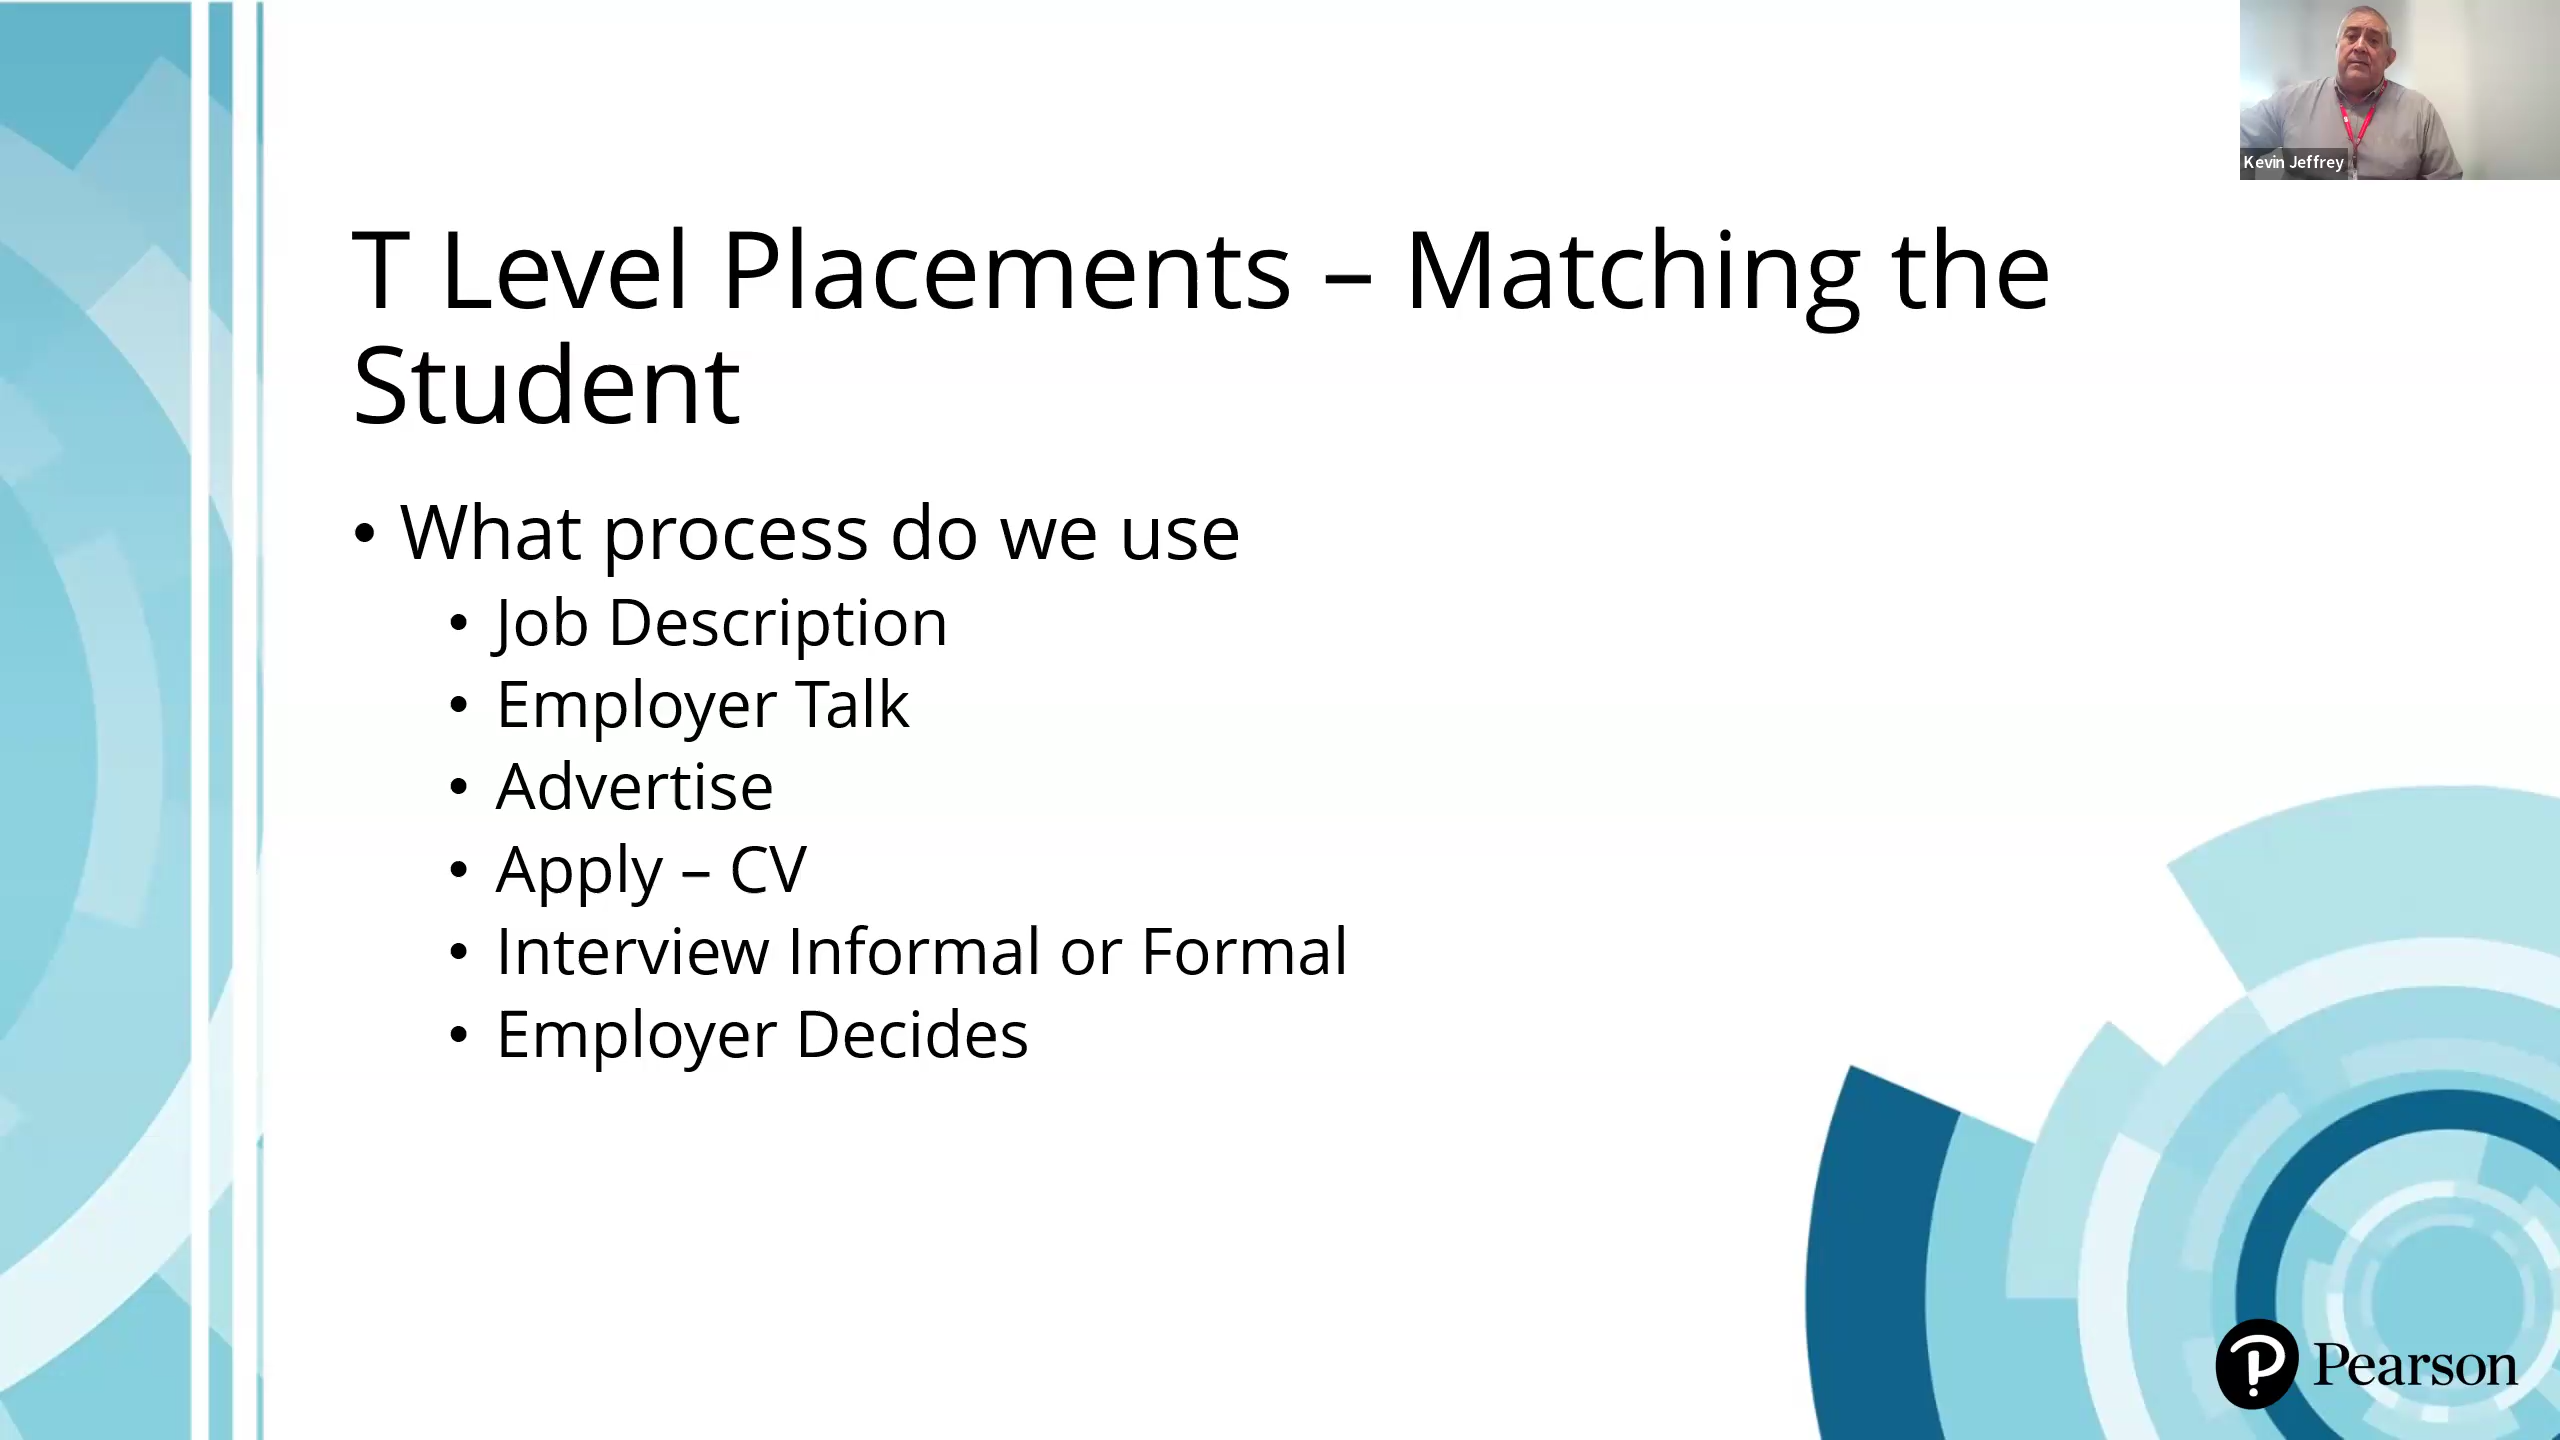 Kevin Jeffrey
T Level Placements – Matching the
Student
• What process do we use
• Job Description
• Employer Talk
• Advertise
• Apply – CV
• Interview Informal or Formal
• Employer Decides
Pearson